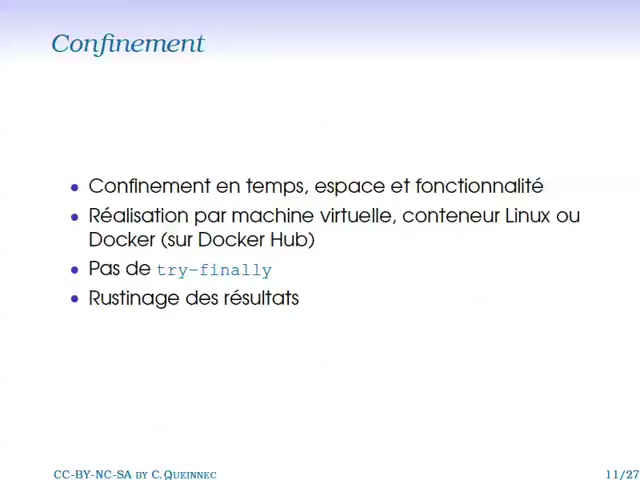 Confinement
• Confinement en temps, espace et fonctionnalité
• Réalisation par machine virtuelle, conteneur Linux ou
Docker (sur Docker Hub)
• Pas de try-finally
• Rustinage des résultats
CC-BY-NC-SA BY C.QUEINNEC 11/27